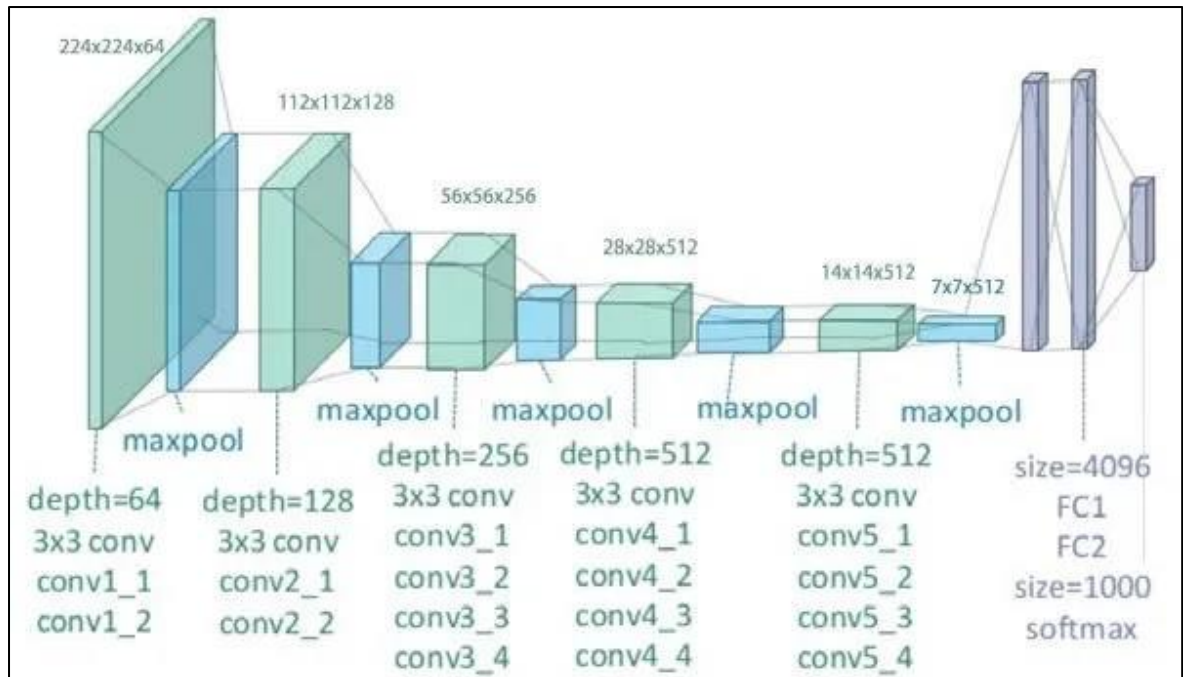 224x224x64
112x112x128
56x56x256
28x28x512
14x14x512
7x7x512
maxpool
maxpool
maxpool
maxpool
maxpool
depth=64
3x3 conv
conv1_1
conv1_2
depth=128
3x3 conv
conv2_1
conv2_2
depth=256
3x3 conv
conv3_1
conv3_2
conv3_3
conv3_4
depth=512
3x3 conv
conv4_1
conv4_2
conv4_3
conv4_4
depth=512
3x3 conv
conv5_1
conv5_2
conv5_3
conv5_4
size=4096
FC1
FC2
size=1000
softmax